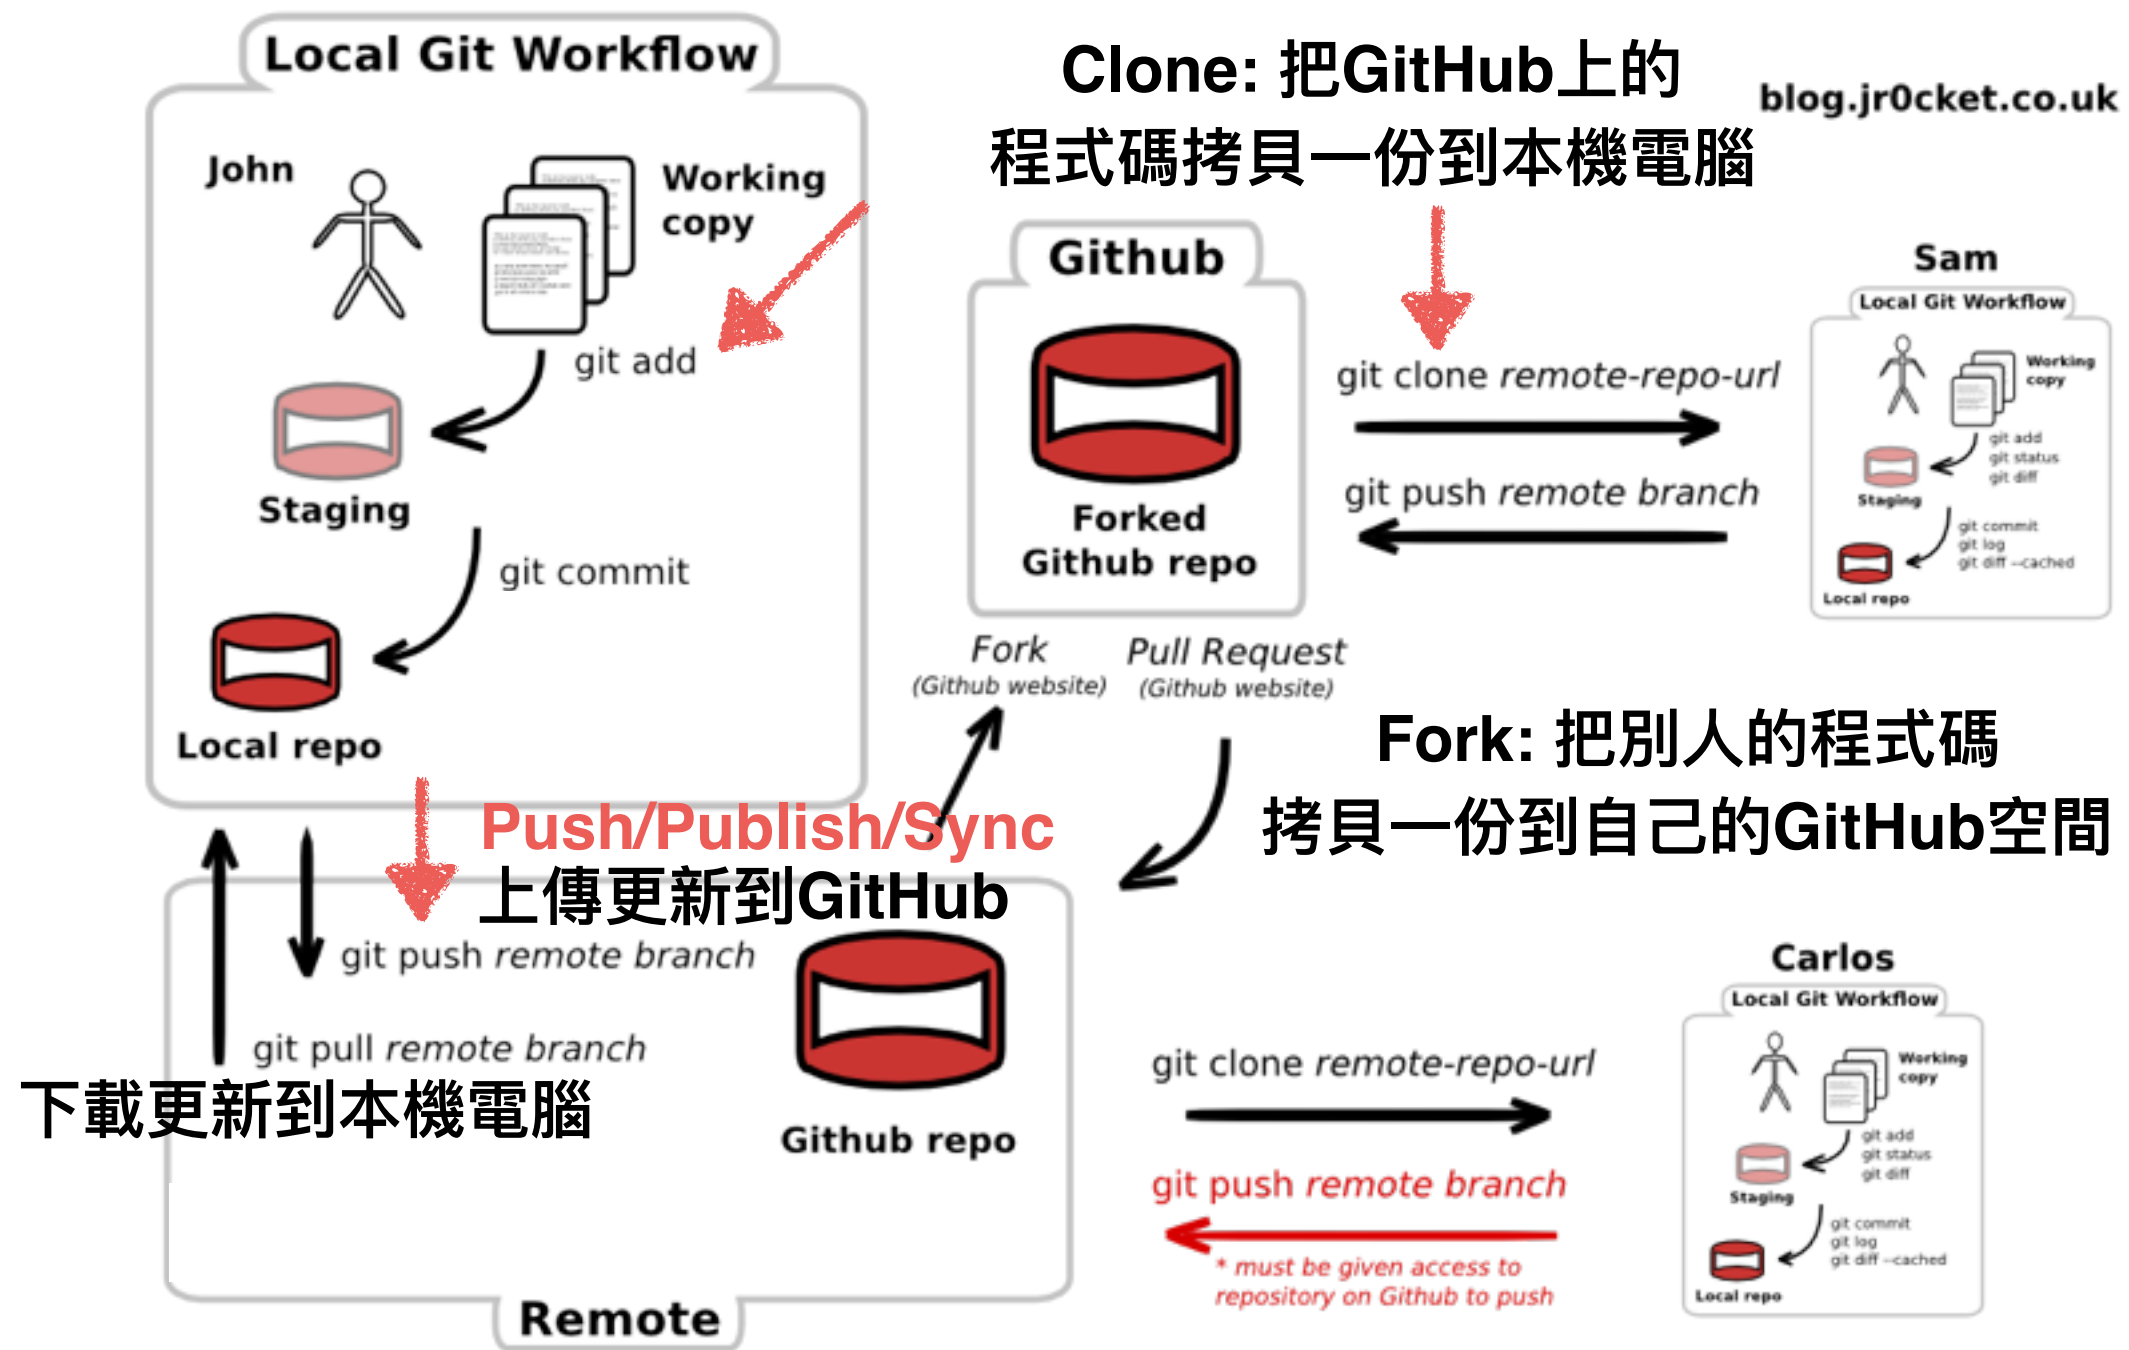 Local Git Workflow
John
Working
copy
git add
Staging
git commit
Local repo
Clone: 把GitHub上的
程式碼拷貝一份到本機電腦
blog.jr0cket.co.uk
Github
Forked
Github repo
git clone remote-repo-url
git push remote branch
Sam
Local Git Workflow
Working
copy
git add
git status
git diff
Staging
git commit
git log
git diff --cached
Local repo
Fork
(Github website)
Pull Request
(Github website)
Fork: 把別人的程式碼
拷貝一份到自己的GitHub空間
Push/Publish/Sync
上傳更新到GitHub
git push remote branch
git pull remote branch
下載更新到本機電腦
Github repo
Remote
git clone remote-repo-url
git push remote branch
* must be given access to
repository on Github to push
Carlos
Local Git Workflow
Working
copy
git add
git status
git diff
Staging
git commit
git log
git diff --cached
Local repo